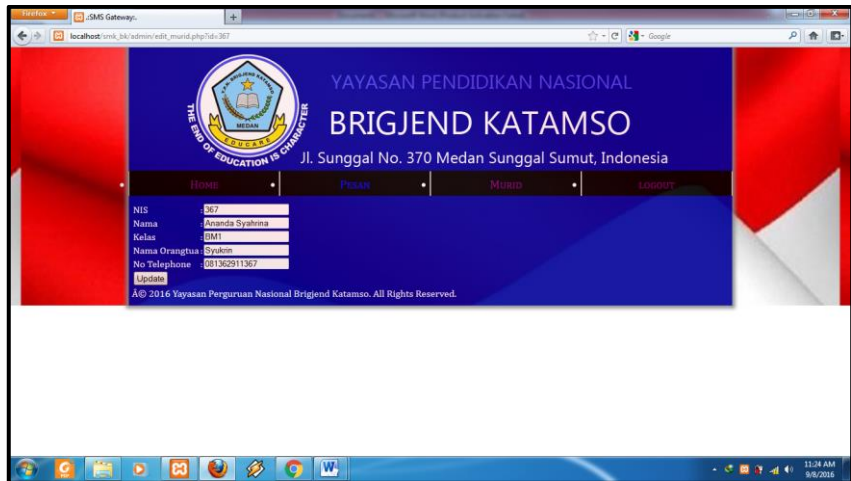 Firefox
.:SMS Gateway:.
+
localhost/smk_bk/admin/edit_murid.php?id=367
Google
YAYASAN PENDIDIKAN NASIONAL
BRIGJEND KATAMSO
Jl. Sunggal No. 370 Medan Sunggal Sumut, Indonesia
MEDAN
EDUCARE
THE END OF EDUCATION IS CHARACTER
HOME
PESAN
MURID
LOGOUT
NIS : 367
Nama : Ananda Syahrina
Kelas : BM1
Nama Orangtua : Syukrin
No Telephone : 081362911367
Update
Â© 2016 Yayasan Perguruan Nasional Brigjend Katamso. All Rights Reserved.
11:24 AM
9/8/2016